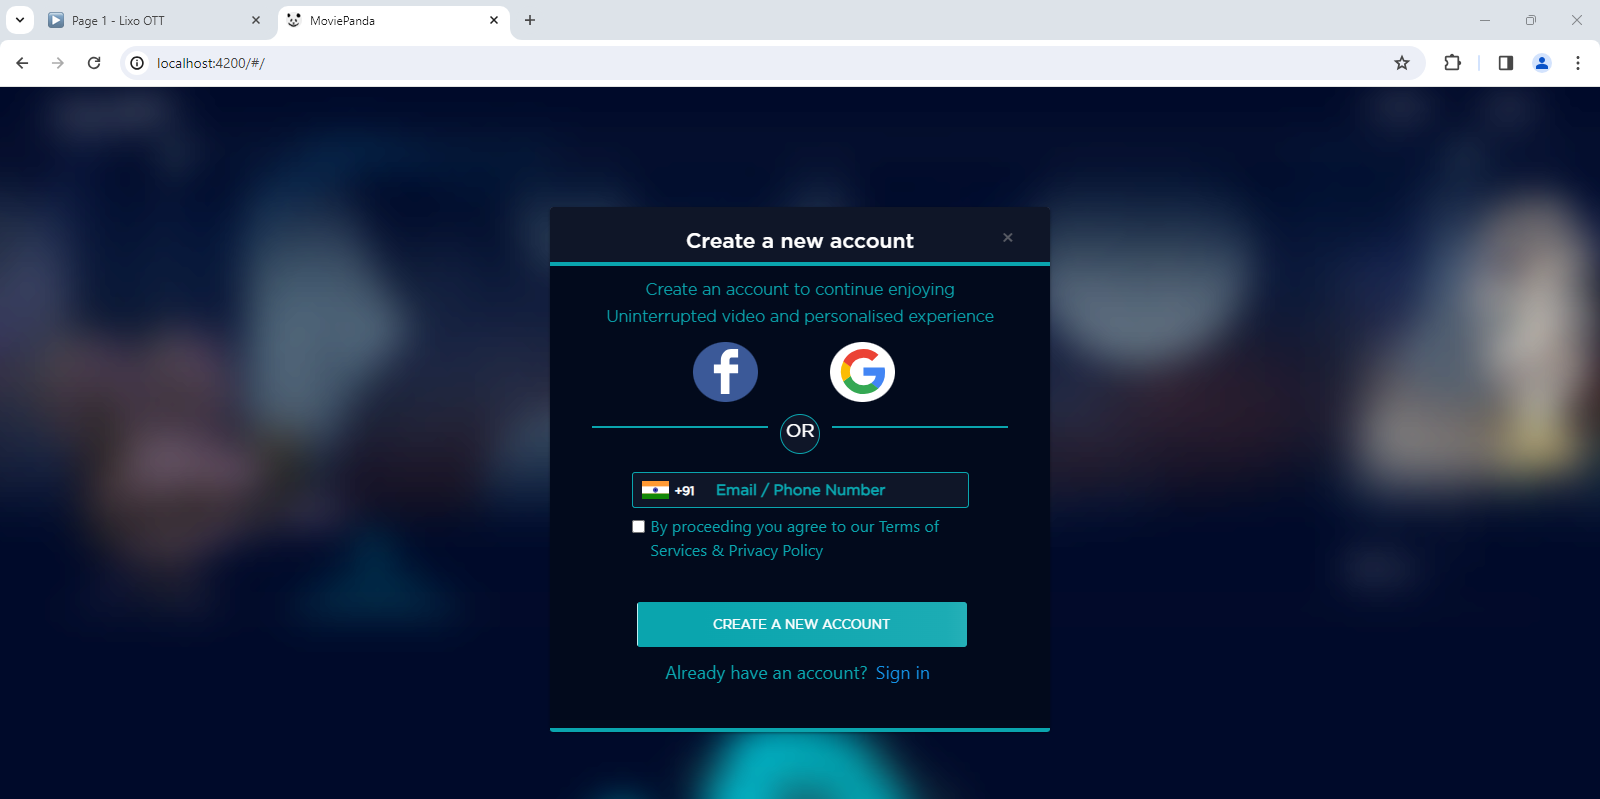 Page 1 - Lixo OTT
MoviePanda
localhost:4200/#/
Create a new account
Create an account to continue enjoying
Uninterrupted video and personalised experience
OR
+91 Email / Phone Number
By proceeding you agree to our Terms of
Services & Privacy Policy
CREATE A NEW ACCOUNT
Already have an account? Sign in